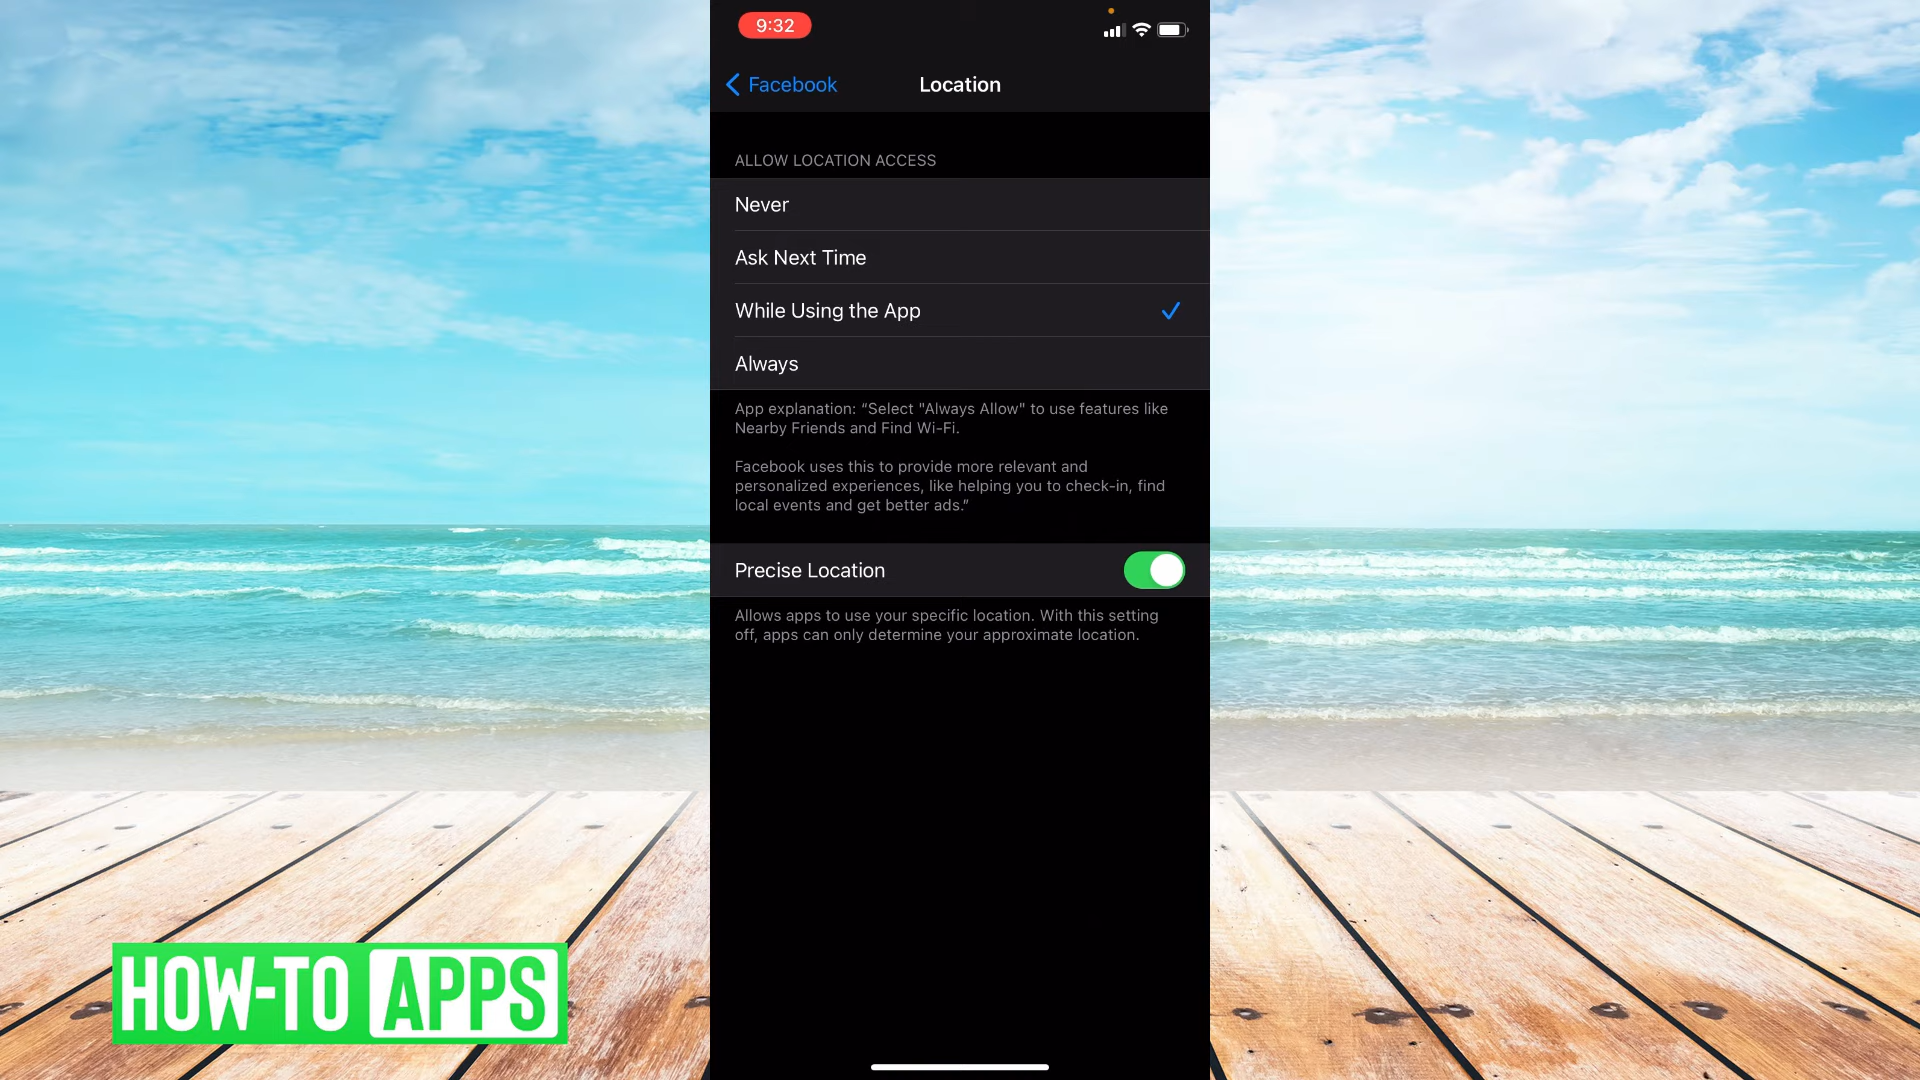 9:32
Facebook
Location
ALLOW LOCATION ACCESS
Never
Ask Next Time
While Using the App
Always
App explanation: “Select "Always Allow" to use features like
Nearby Friends and Find Wi-Fi.
Facebook uses this to provide more relevant and
personalized experiences, like helping you to check-in, find
local events and get better ads.”
Precise Location
Allows apps to use your specific location. With this setting
off, apps can only determine your approximate location.
HOW-TO APPS